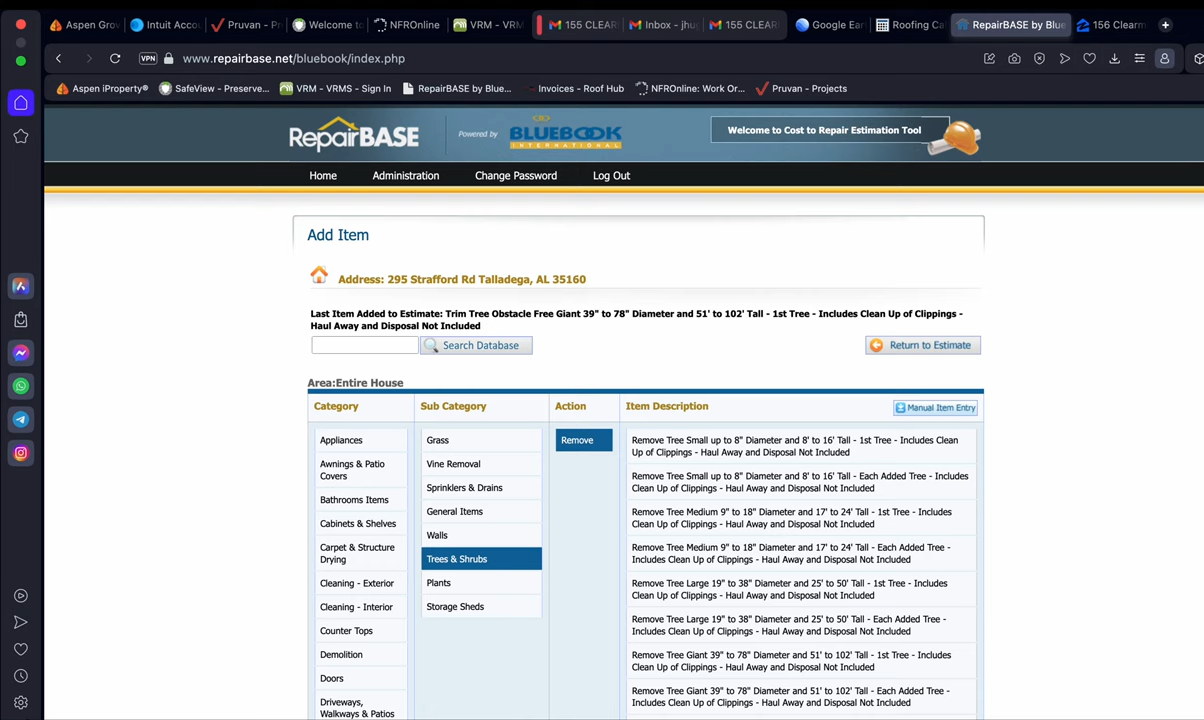 Aspen Grov
Intuit Acco
Pruvan - P
Welcome to
NFROnline
VRM - VR
155 CLEAR
Inbox - jhug
155 CLEAR
Google Ear
Roofing Ca
RepairBASE by Blue
156 Clearm
VPN
www.repairbase.net/bluebook/index.php
Aspen iProperty®
SafeView - Preserve...
VRM - VRMS - Sign In
RepairBASE by Blue...
Invoices - Roof Hub
NFROnline: Work Or...
Pruvan - Projects
RepairBASE
Powered by
BLUEBOOK
INTERNATIONAL
Welcome to Cost to Repair Estimation Tool
Home
Administration
Change Password
Log Out
Add Item
Address: 295 Strafford Rd Talladega, AL 35160
Last Item Added to Estimate: Trim Tree Obstacle Free Giant 39" to 78" Diameter and 51' to 102' Tall - 1st Tree - Includes Clean Up of Clippings -
Haul Away and Disposal Not Included
Search Database
Return to Estimate
Area:Entire House
Category
Sub Category
Action
Item Description
Manual Item Entry
Appliances
Awnings & Patio
Covers
Bathrooms Items
Cabinets & Shelves
Carpet & Structure
Drying
Cleaning - Exterior
Cleaning - Interior
Counter Tops
Demolition
Doors
Driveways,
Walkways & Patios
Grass
Vine Removal
Sprinklers & Drains
General Items
Walls
Trees & Shrubs
Plants
Storage Sheds
Remove
Remove Tree Small up to 8" Diameter and 8' to 16' Tall - 1st Tree - Includes Clean
Up of Clippings - Haul Away and Disposal Not Included
Remove Tree Small up to 8" Diameter and 8' to 16' Tall - Each Added Tree - Includes
Clean Up of Clippings - Haul Away and Disposal Not Included
Remove Tree Medium 9" to 18" Diameter and 17' to 24' Tall - 1st Tree - Includes
Clean Up of Clippings - Haul Away and Disposal Not Included
Remove Tree Medium 9" to 18" Diameter and 17' to 24' Tall - Each Added Tree -
Includes Clean Up of Clippings - Haul Away and Disposal Not Included
Remove Tree Large 19" to 38" Diameter and 25' to 50' Tall - 1st Tree - Includes
Clean Up of Clippings - Haul Away and Disposal Not Included
Remove Tree Large 19" to 38" Diameter and 25' to 50' Tall - Each Added Tree -
Includes Clean Up of Clippings - Haul Away and Disposal Not Included
Remove Tree Giant 39" to 78" Diameter and 51' to 102' Tall - 1st Tree - Includes
Clean Up of Clippings - Haul Away and Disposal Not Included
Remove Tree Giant 39" to 78" Diameter and 51' to 102' Tall - Each Added Tree -
Includes Clean Up of Clippings - Haul Away and Disposal Not Included